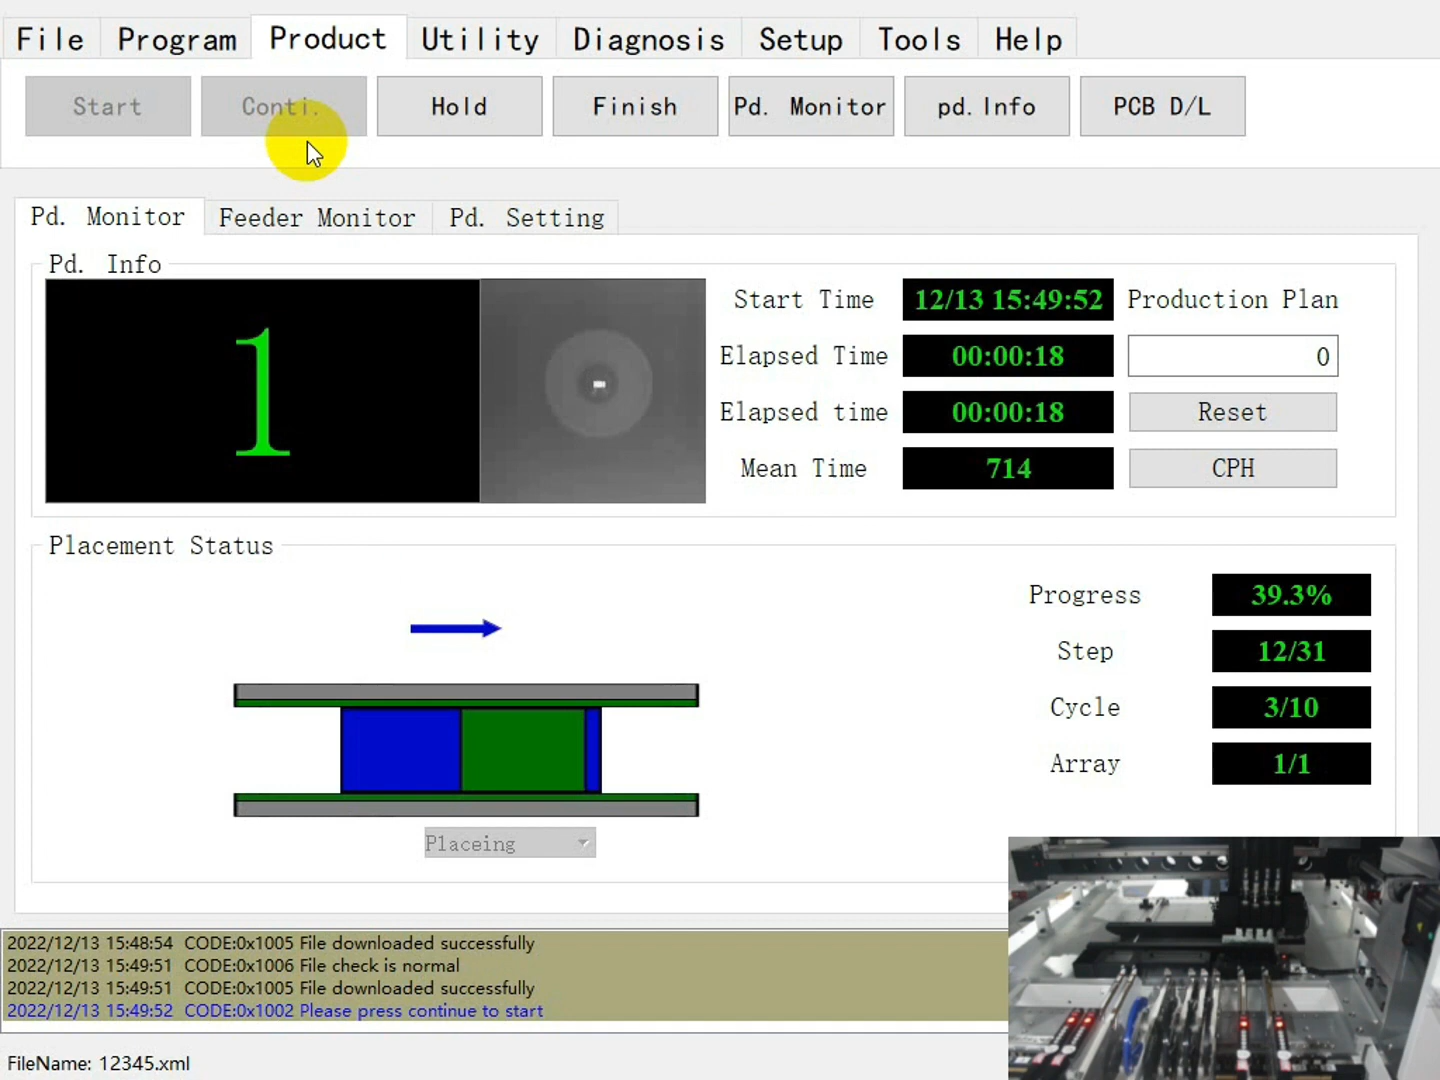 File Program Product Utility Diagnosis Setup Tools Help
Start Conti. Hold Finish Pd. Monitor pd.Info PCB D/L
Pd. Monitor Feeder Monitor Pd. Setting
Pd. Info
1
Start Time 12/13 15:49:52 Production Plan
Elapsed Time 00:00:18 0
Elapsed time 00:00:18 Reset
Mean Time 714 CPH
Placement Status
Progress 39.3%
Step 12/31
Cycle 3/10
Array 1/1
Placeing
2022/12/13 15:48:54 CODE:0x1005 File downloaded successfully
2022/12/13 15:49:51 CODE:0x1006 File check is normal
2022/12/13 15:49:51 CODE:0x1005 File downloaded successfully
2022/12/13 15:49:52 CODE:0x1002 Please press continue to start
FileName: 12345.xml